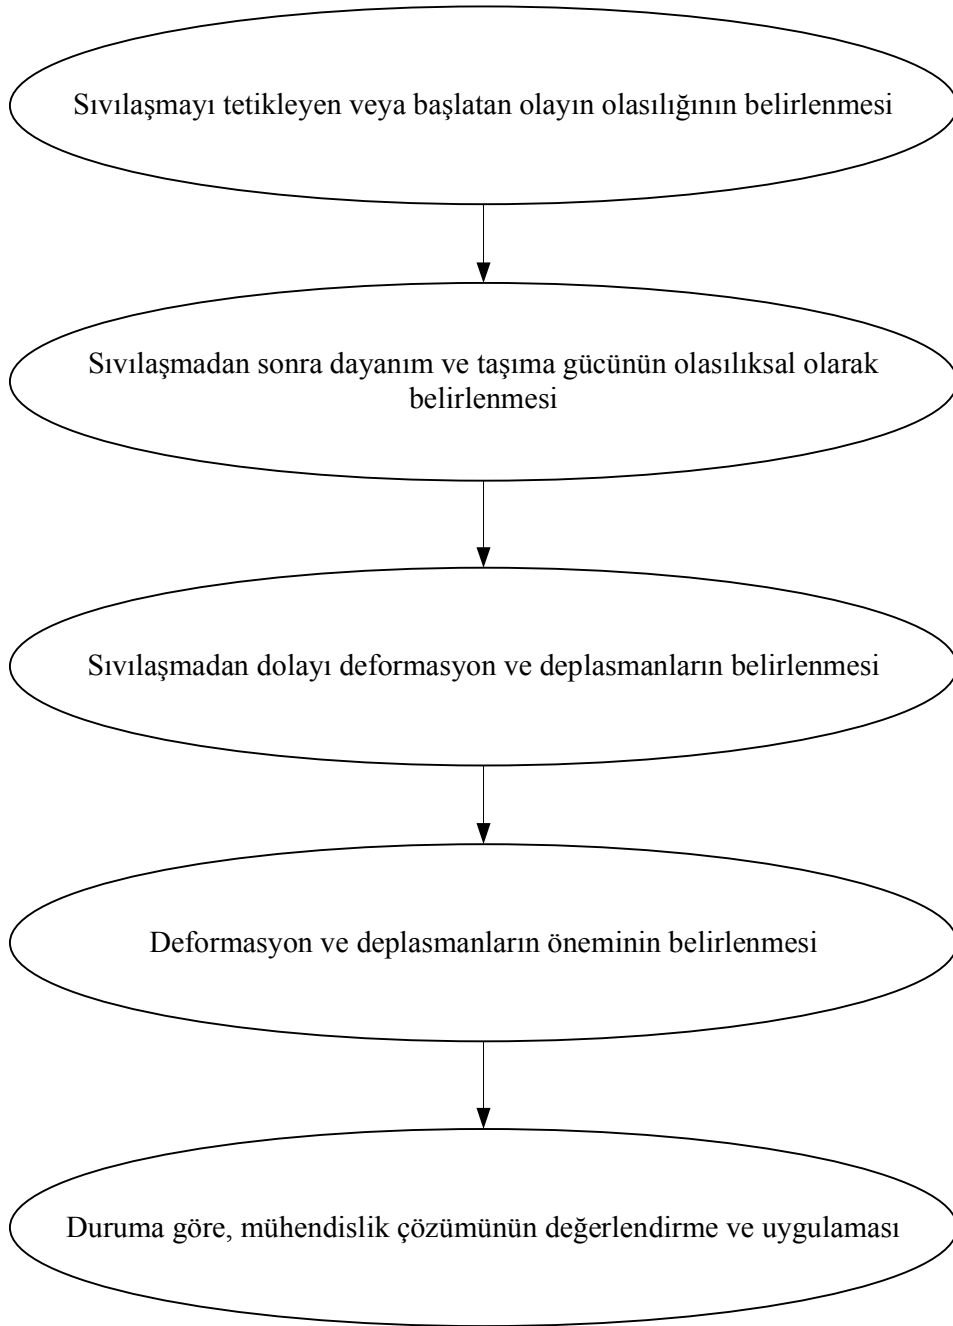 Sıvılaşmayı tetikleyen veya başlatan olayın olasılığının belirlenmesi
Sıvılaşmadan sonra dayanım ve taşıma gücünün olasılıksal olarak
belirlenmesi
Sıvılaşmadan dolayı deformasyon ve deplasmanların belirlenmesi
Deformasyon ve deplasmanların öneminin belirlenmesi
Duruma göre, mühendislik çözümünün değerlendirme ve uygulaması